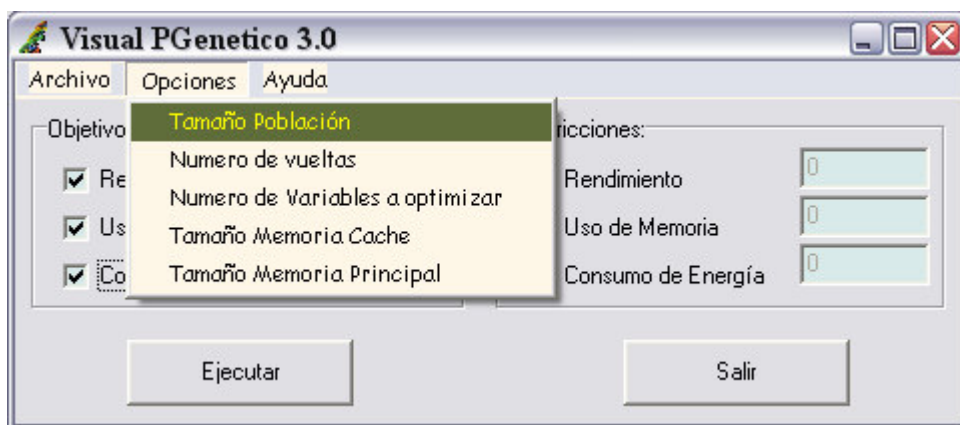 Visual PGenetico 3.0
Archivo Opciones Ayuda
Tamaño Población
Numero de vueltas
Numero de Variables a optimizar
Tamaño Memoria Cache
Tamaño Memoria Principal
Objetivo
Re
Us
Co
ricciones:
Rendimiento 0
Uso de Memoria 0
Consumo de Energía 0
Ejecutar Salir